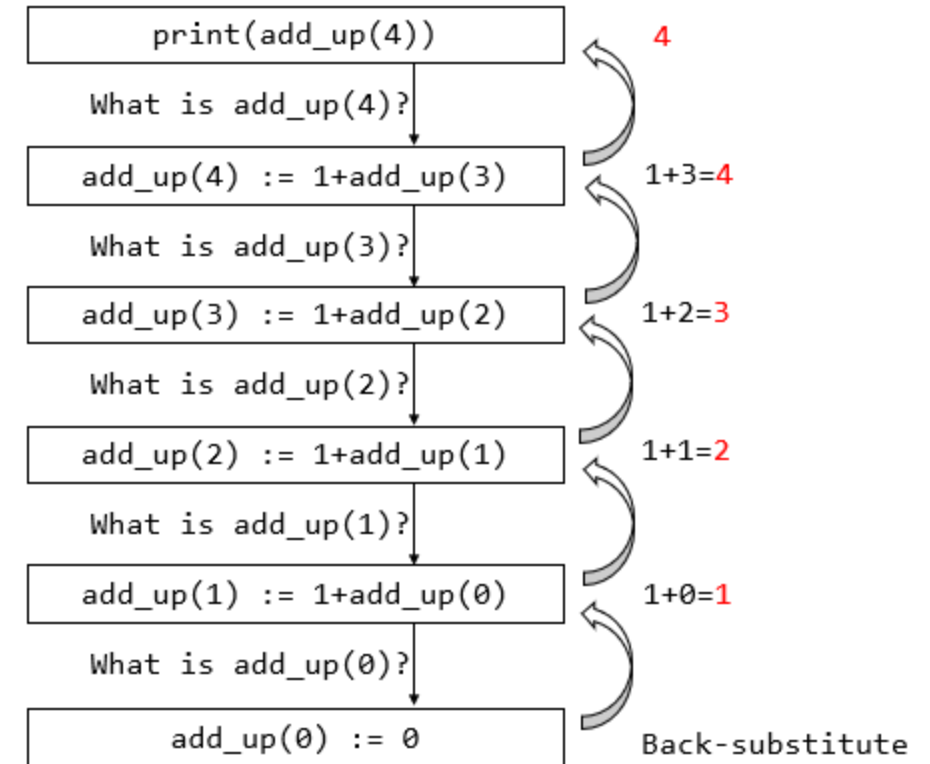 print(add_up(4)) 4
What is add_up(4)?
add_up(4) := 1+add_up(3) 1+3=4
What is add_up(3)?
add_up(3) := 1+add_up(2) 1+2=3
What is add_up(2)?
add_up(2) := 1+add_up(1) 1+1=2
What is add_up(1)?
add_up(1) := 1+add_up(0) 1+0=1
What is add_up(0)?
add_up(0) := 0 Back-substitute